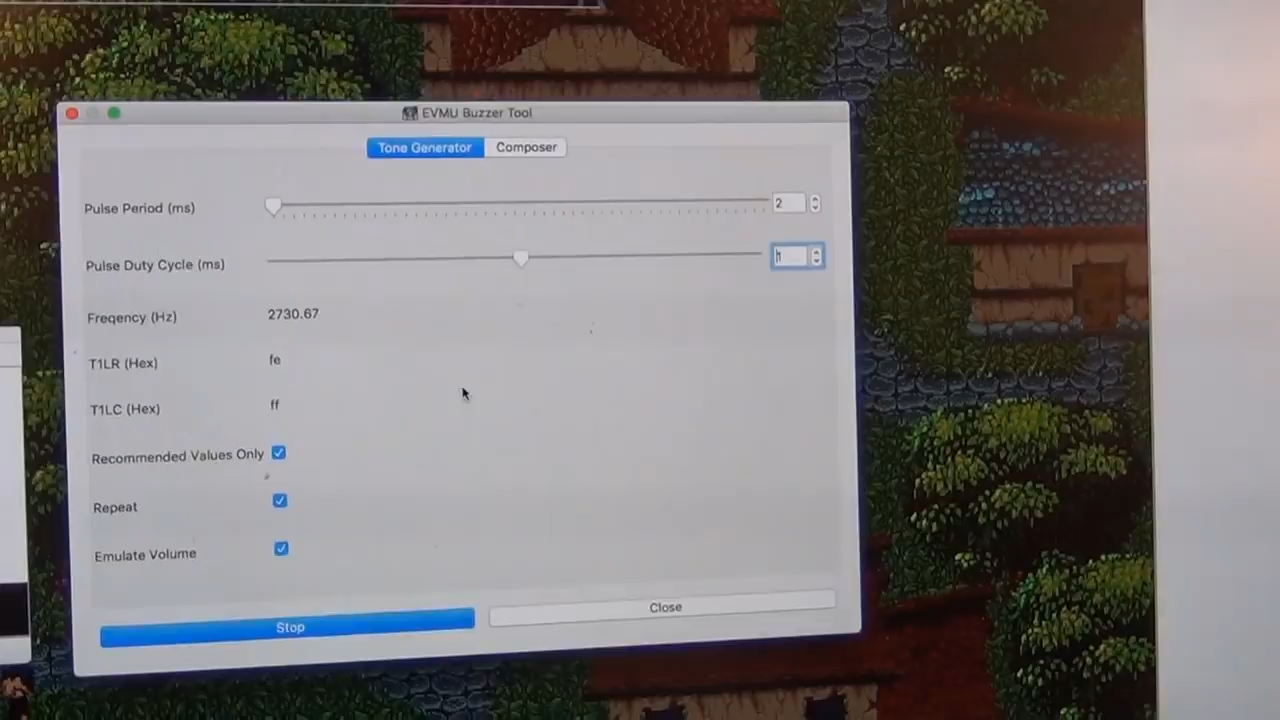 EVMU Buzzer Tool
Tone Generator Composer
Pulse Period (ms) 2
Pulse Duty Cycle (ms)
Freqency (Hz) 2730.67
T1LR (Hex) fe
T1LC (Hex) ff
Recommended Values Only
Repeat
Emulate Volume
Stop Close